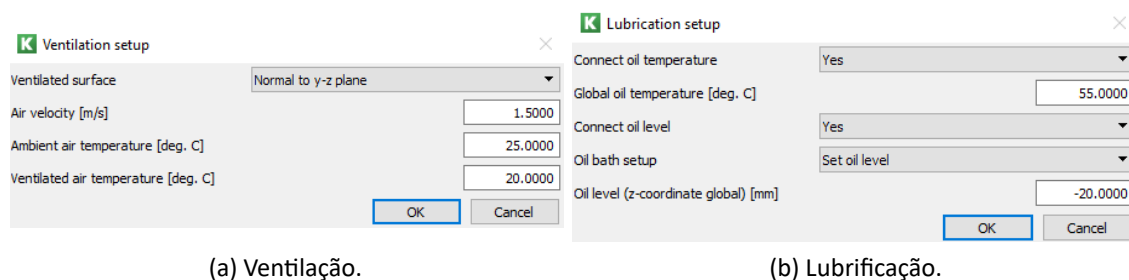 K Ventilation setup
Ventilated surface Normal to y-z plane
Air velocity [m/s] 1.5000
Ambient air temperature [deg. C] 25.0000
Ventilated air temperature [deg. C] 20.0000
OK Cancel
(a) Ventilação.
K Lubrication setup
Connect oil temperature Yes
Global oil temperature [deg. C] 55.0000
Connect oil level Yes
Oil bath setup Set oil level
Oil level (z-coordinate global) [mm] -20.0000
OK Cancel
(b) Lubrificação.